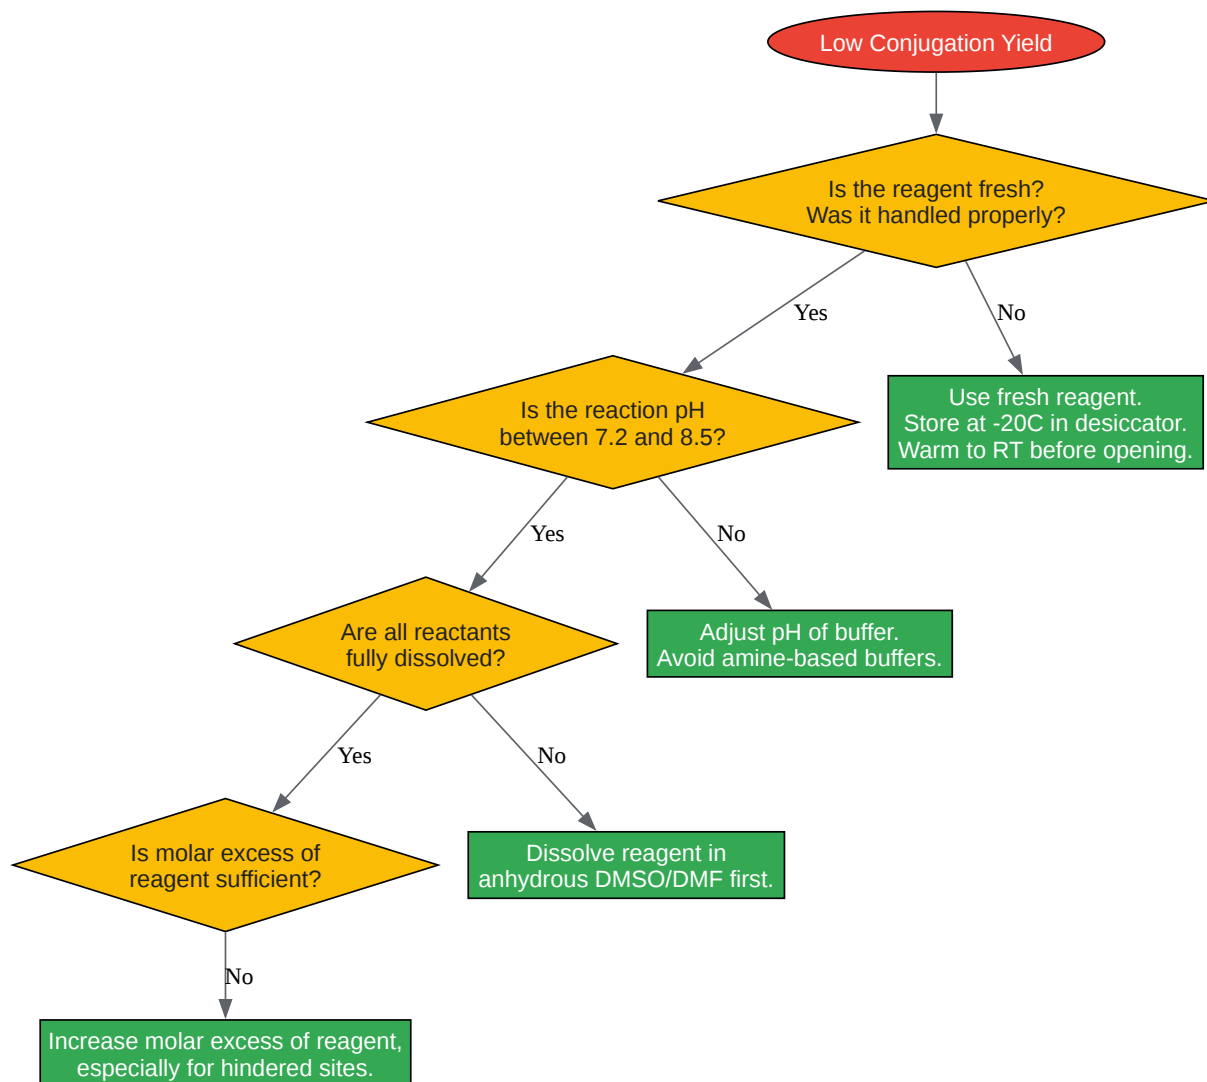 Low Conjugation Yield
Is the reagent fresh?
Was it handled properly?
Yes
No
Is the reaction pH
between 7.2 and 8.5?
Use fresh reagent.
Store at -20C in desiccator.
Warm to RT before opening.
Yes
No
Are all reactants
fully dissolved?
Adjust pH of buffer.
Avoid amine-based buffers.
Yes
No
Is molar excess of
reagent sufficient?
Dissolve reagent in
anhydrous DMSO/DMF first.
No
Increase molar excess of reagent,
especially for hindered sites.